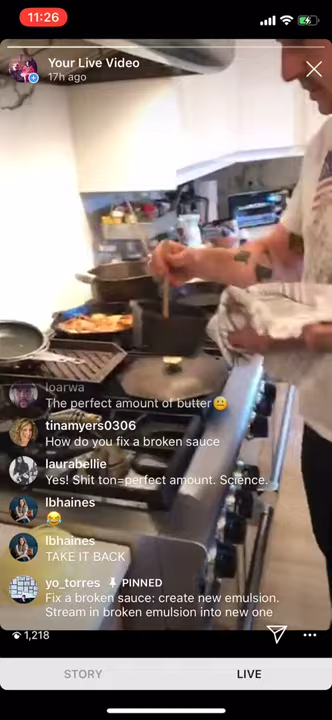 11:26
Your Live Video
17h ago
loarwa
The perfect amount of butter😐
tinamyers0306
How do you fix a broken sauce
laurabellie
Yes! Shit ton=perfect amount. Science.
lbhaines
😂
lbhaines
TAKE IT BACK
yo_torres PINNED
Fix a broken sauce: create new emulsion.
Stream in broken emulsion into new one
1,218
STORY LIVE